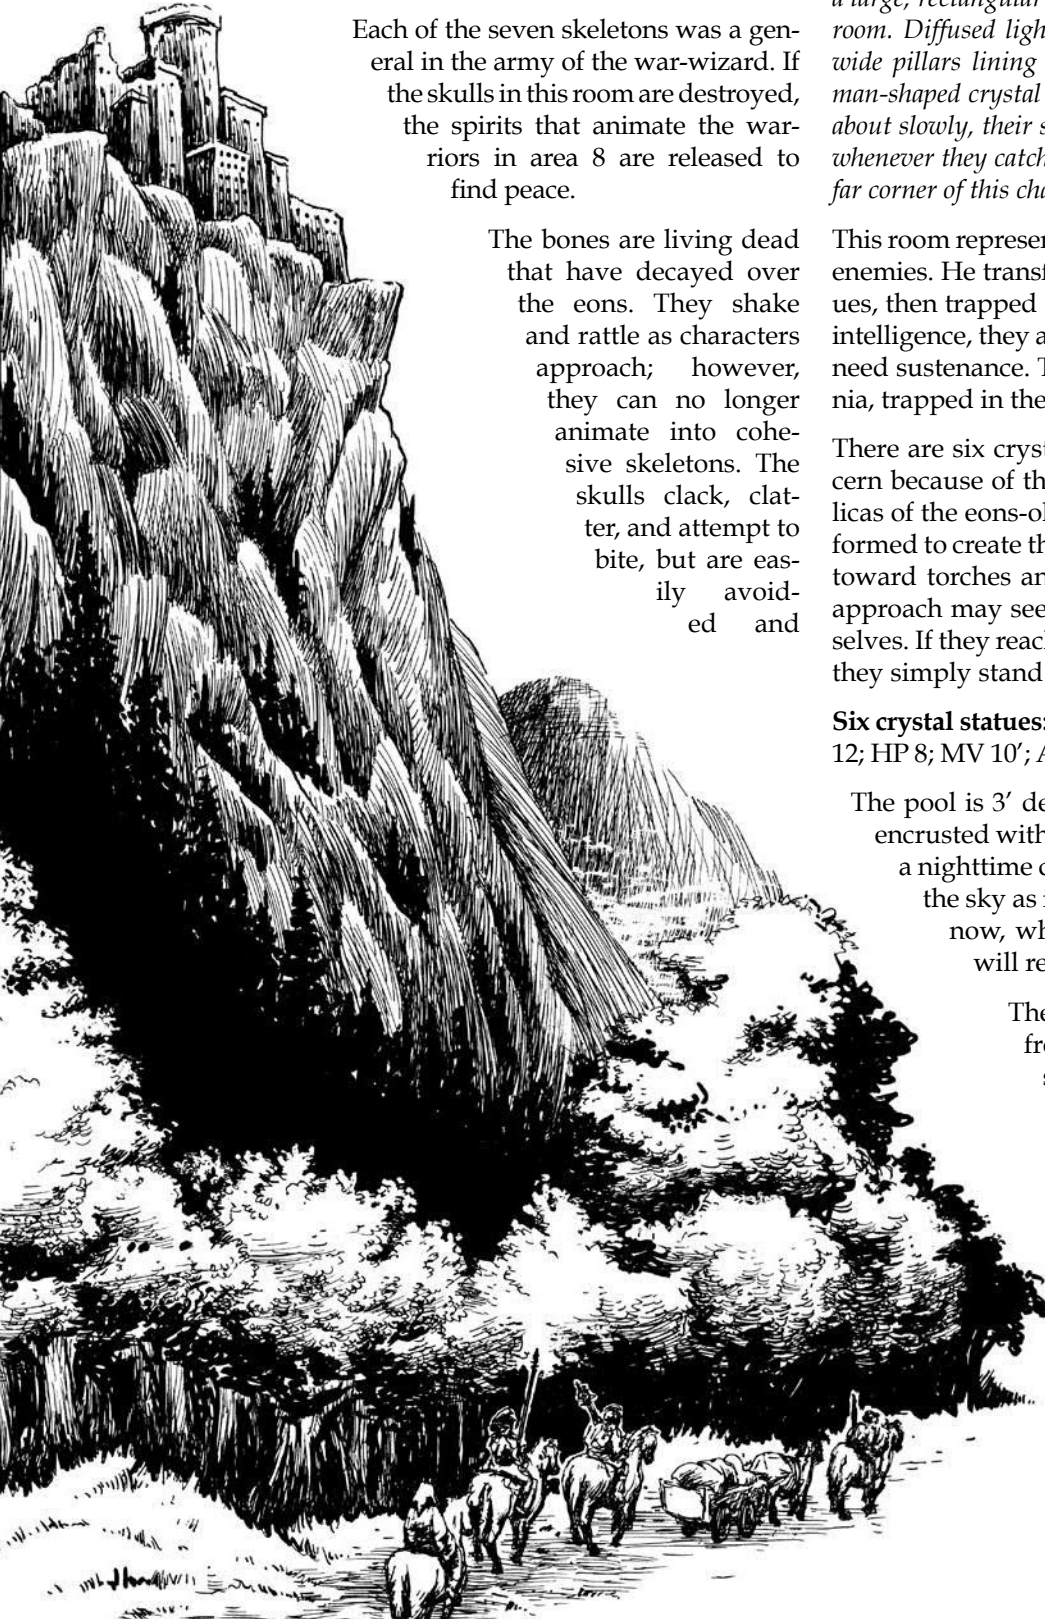 Each of the seven skeletons was a gen-
eral in the army of the war-wizard. If
the skulls in this room are destroyed,
the spirits that animate the war-
riors in area 8 are released to
find peace.
The bones are living dead
that have decayed over
the eons. They shake
and rattle as characters
approach; however,
they can no longer
animate into cohe-
sive skeletons. The
skulls clack, clat-
ter, and attempt to
bite, but are eas-
ily avoid-
ed and
a large, rectangular
room. Diffused ligh
wide pillars lining
man-shaped crystal
about slowly, their s
whenever they catch
far corner of this cha
This room represen
enemies. He transf
ues, then trapped
intelligence, they a
need sustenance. T
nia, trapped in the
There are six cryst
cern because of th
licas of the eons-ol
formed to create th
toward torches an
approach may see
selves. If they reach
they simply stand
Six crystal statues:
12; HP 8; MV 10’; A
The pool is 3’ de
encrusted with
a nighttime
the sky as
now, wh
will re
The
fr
s